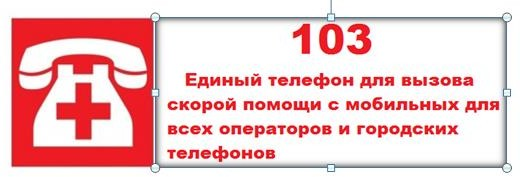 103
Единый телефон для вызова
скорой помощи с мобильных для
всех операторов и городских
телефонов